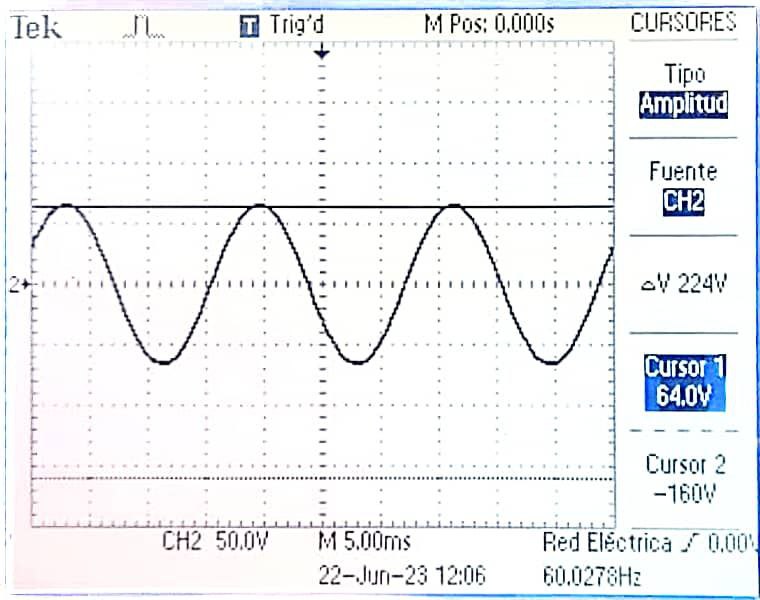 Tek T Trig'd M Pos: 0.000s CURSORES
Tipo
Amplitud
Fuente
CH2
△V 224V
2
Cursor 1
64.0V
Cursor 2
-160V
CH2 50.0V M 5.00ms Red Eléctrica 0.00V
22-Jun-23 12:06 60.0278Hz